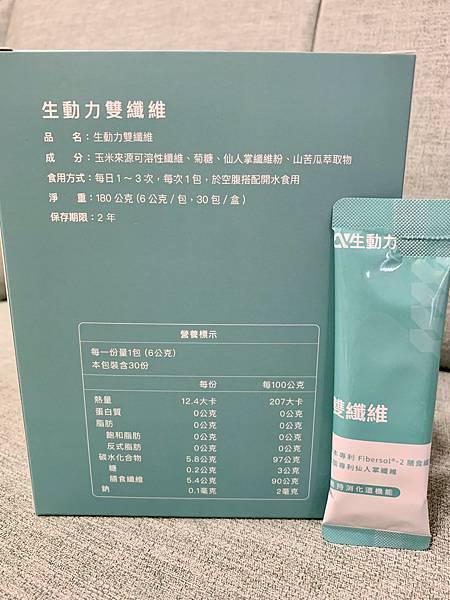 生動力雙纖維
品　　名：生動力雙纖維
成　　分：玉米來源可溶性纖維、菊糖、仙人掌纖維粉、山苦瓜萃取物
食用方式：每日1～3次，每次1包，於空腹搭配開水食用
淨　　重：180公克(6公克/包，30包/盒)
保存期限：2年
營養標示
每一份量1包(6公克)
本包裝含30份
每份 每100公克
熱量 12.4大卡 207大卡
蛋白質 0公克 0公克
脂肪 0公克 0公克
飽和脂肪 0公克 0公克
反式脂肪 0公克 0公克
碳水化合物 5.8公克 97公克
糖 0.2公克 3公克
膳食纖維 5.4公克 90公克
鈉 0.1毫克 2毫克
生動力
雙纖維
專利 Fibersol®-2 膳食纖
專利仙人掌纖維
持消化道機能